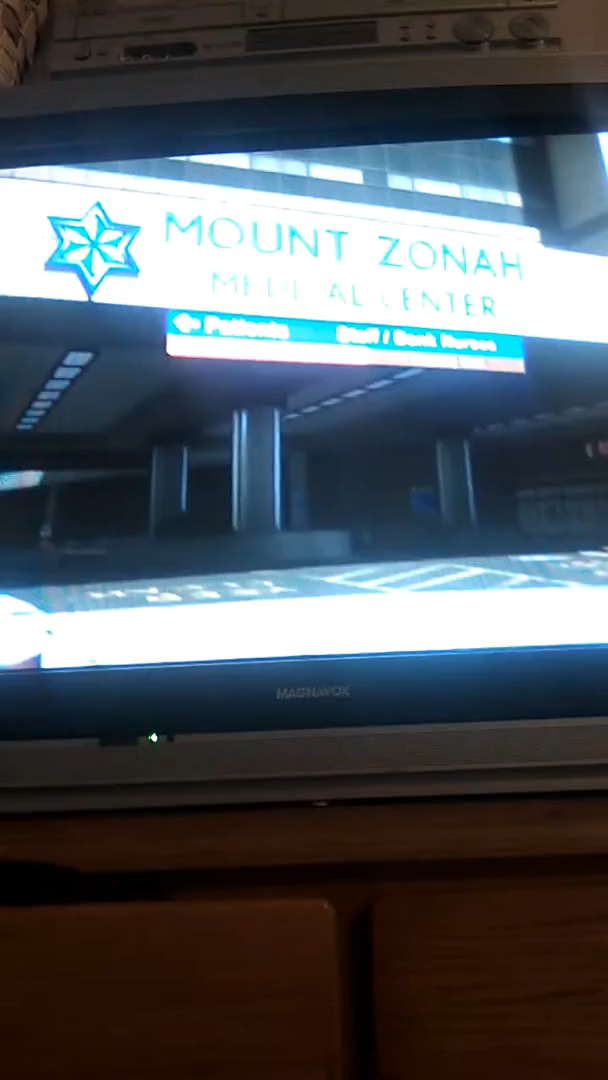 MOUNT ZONAH
MEDICAL CENTER
← Patients Staff / Bank Nurses
MAGNAVOX